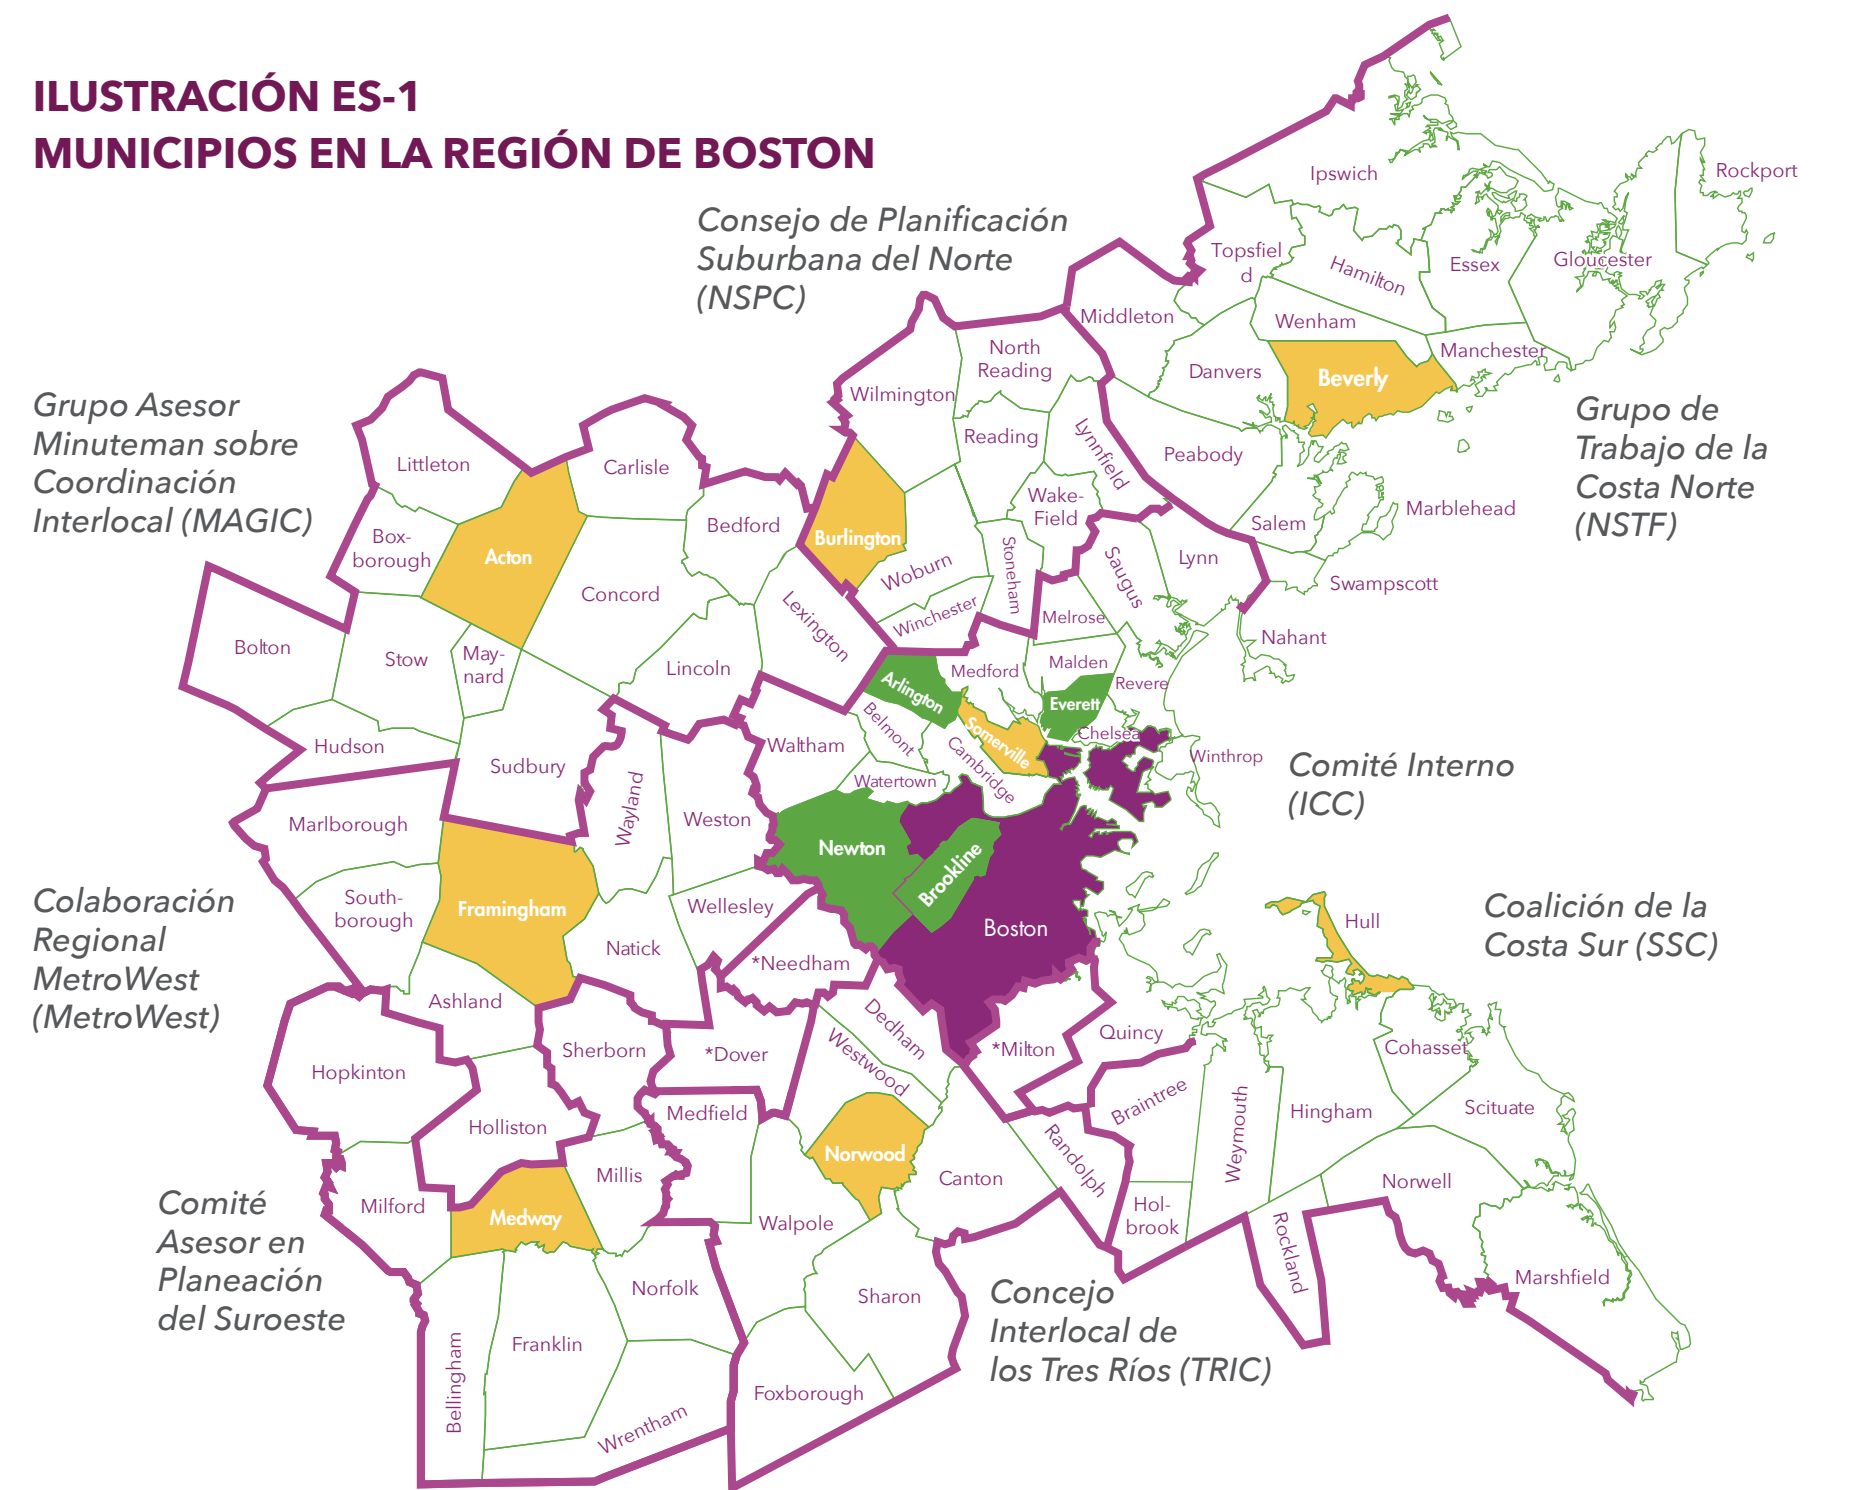 ILUSTRACIÓN ES-1
MUNICIPIOS EN LA REGIÓN DE BOSTON
Consejo de Planificación
Suburbana del Norte
(NSPC)
Grupo Asesor
Minuteman sobre
Coordinación
Interlocal (MAGIC)
Grupo de
Trabajo de la
Costa Norte
(NSTF)
Comité Interno
(ICC)
Coalición de la
Costa Sur (SSC)
Colaboración
Regional
MetroWest
(MetroWest)
Comité
Asesor en
Planeación
del Suroeste
Concejo
Interlocal de
los Tres Ríos (TRIC)
Ipswich
Rockport
Topsfiel
d
Hamilton
Essex
Gloucester
Middleton
Wenham
Manchester
Danvers
Beverly
Peabody
Salem
Marblehead
Swampscott
Nahant
North
Reading
Wilmington
Reading
Lynnfield
Wake-
Field
Burlington
Woburn
Stoneham
Winchester
Saugus
Lynn
Melrose
Malden
Medford
Revere
Everett
Chelsea
Winthrop
Arlington
Somerville
Belmont
Cambridge
Watertown
Waltham
Newton
Brookline
Boston
Littleton
Carlisle
Bedford
Box-
borough
Acton
Concord
Lexington
Lincoln
Bolton
Stow
May-
nard
Hudson
Sudbury
Wayland
Weston
Marlborough
South-
borough
Framingham
Natick
Wellesley
Ashland
*Needham
Hopkinton
Sherborn
*Dover
Holliston
Medfield
Milford
Medway
Millis
Norfolk
Franklin
Bellingham
Wrentham
Dedham
Westwood
Norwood
Canton
Walpole
Sharon
Foxborough
*Milton
Quincy
Randolph
Braintree
Hol-
brook
Weymouth
Hingham
Hull
Cohasset
Scituate
Norwell
Rockland
Marshfield